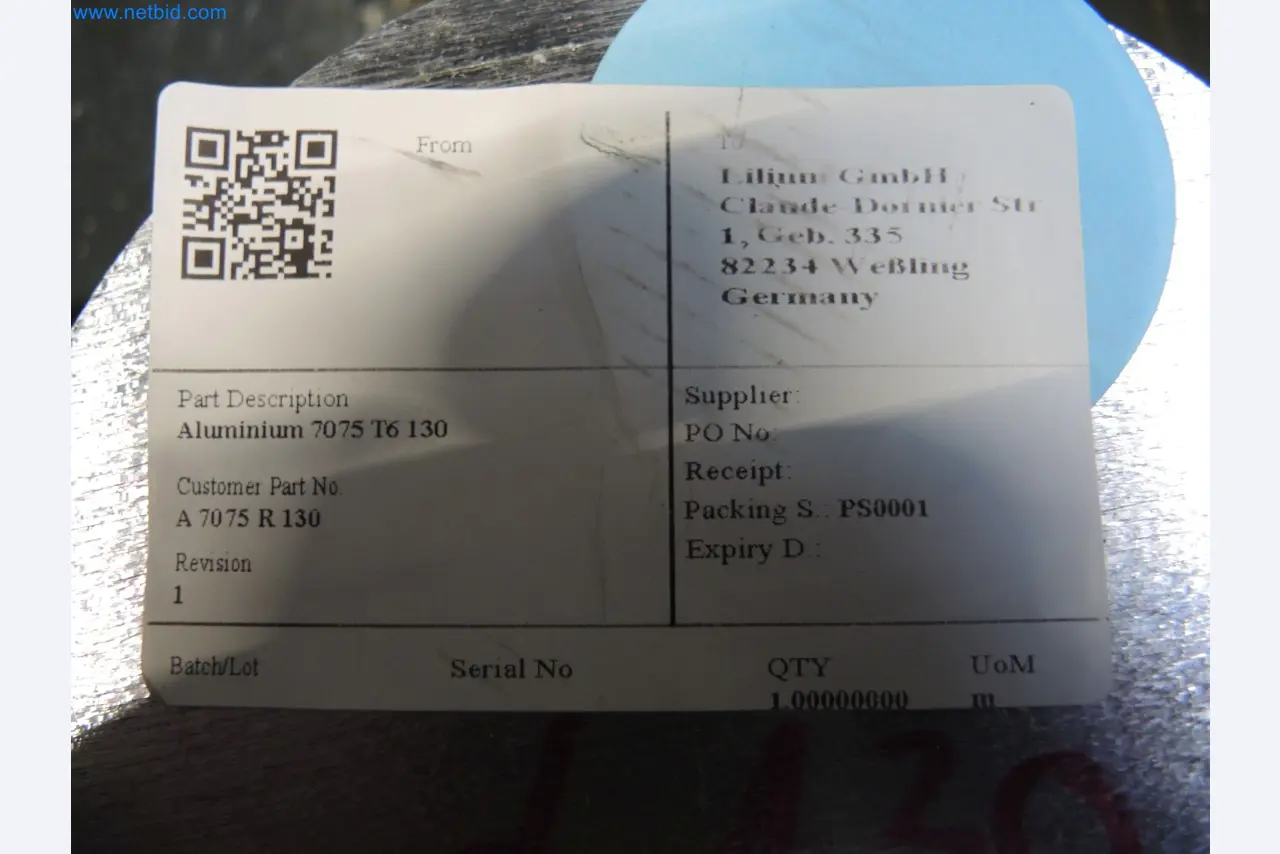 www.netbid.com
From
To
Lilium GmbH
Claude Dornier Str
1, Geb. 335
82234 Weßling
Germany
Part Description
Aluminium 7075 T6 130
Customer Part No.
A 7075 R 130
Revision
1
Supplier:
PO No:
Receipt:
Packing S.: PS0001
Expiry D.:
Batch/Lot Serial No QTY UoM
1.00000000 m
130